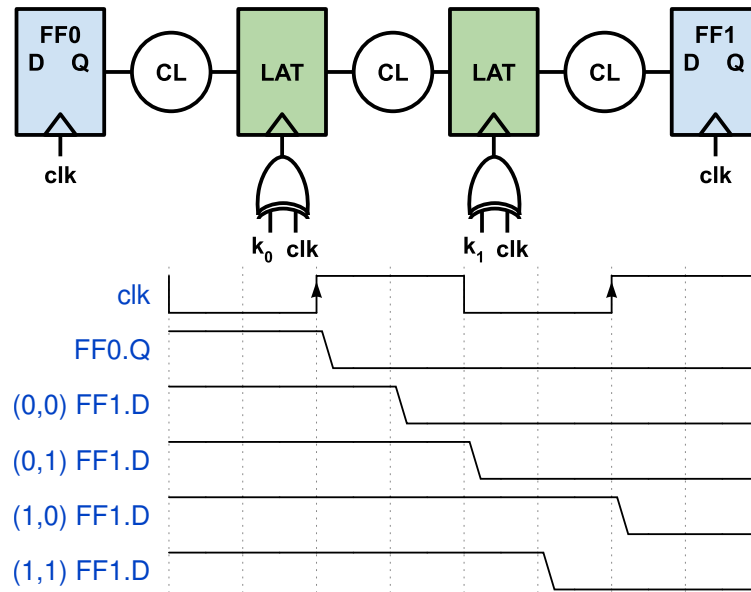 FF0
D Q
clk
CL
LAT
k0 clk
CL
LAT
k1 clk
CL
FF1
D Q
clk
clk
FF0.Q
(0,0) FF1.D
(0,1) FF1.D
(1,0) FF1.D
(1,1) FF1.D